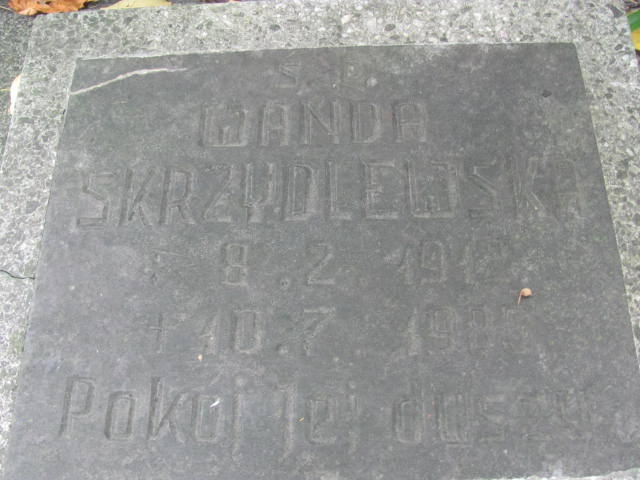 Ś. P.
WANDA
SKRZYDLEWSKA
* 8.2
+ 10.7
Pokój jej duszy